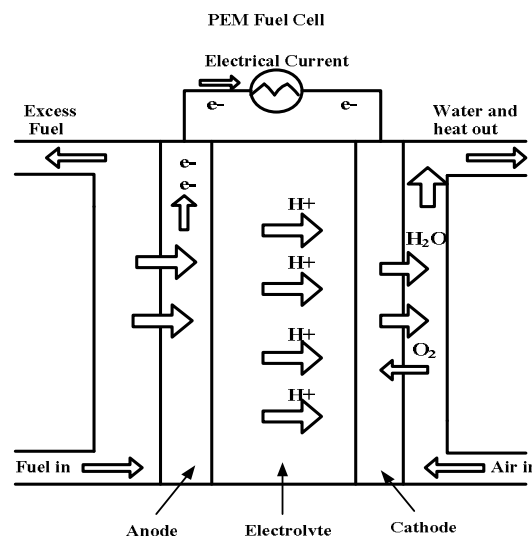 PEM Fuel Cell
Electrical Current
e-
e-
Excess
Fuel
Water and
heat out
e-
e-
H+
H+
H+
H+
H₂O
O₂
Fuel in
Air in
Anode
Electrolyte
Cathode